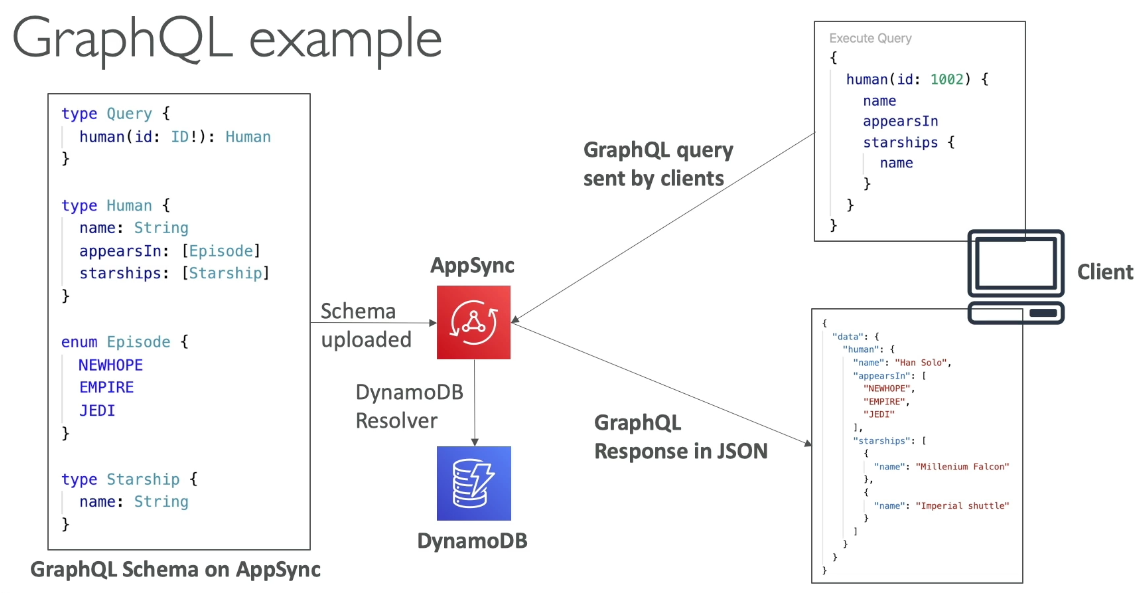 GraphQL example
type Query {
human(id: ID!): Human
}
type Human {
name: String
appearsIn: [Episode]
starships: [Starship]
}
enum Episode {
NEWHOPE
EMPIRE
JEDI
}
type Starship {
name: String
}
GraphQL Schema on AppSync
Schema
uploaded
AppSync
DynamoDB
Resolver
DynamoDB
GraphQL query
sent by clients
GraphQL
Response in JSON
Execute Query
{
human(id: 1002) {
name
appearsIn
starships {
name
}
}
}
Client
{
"data": {
"human": {
"name": "Han Solo",
"appearsIn": [
"NEWHOPE",
"EMPIRE",
"JEDI"
],
"starships": [
{
"name": "Millenium Falcon"
},
{
"name": "Imperial shuttle"
}
]
}
}
}